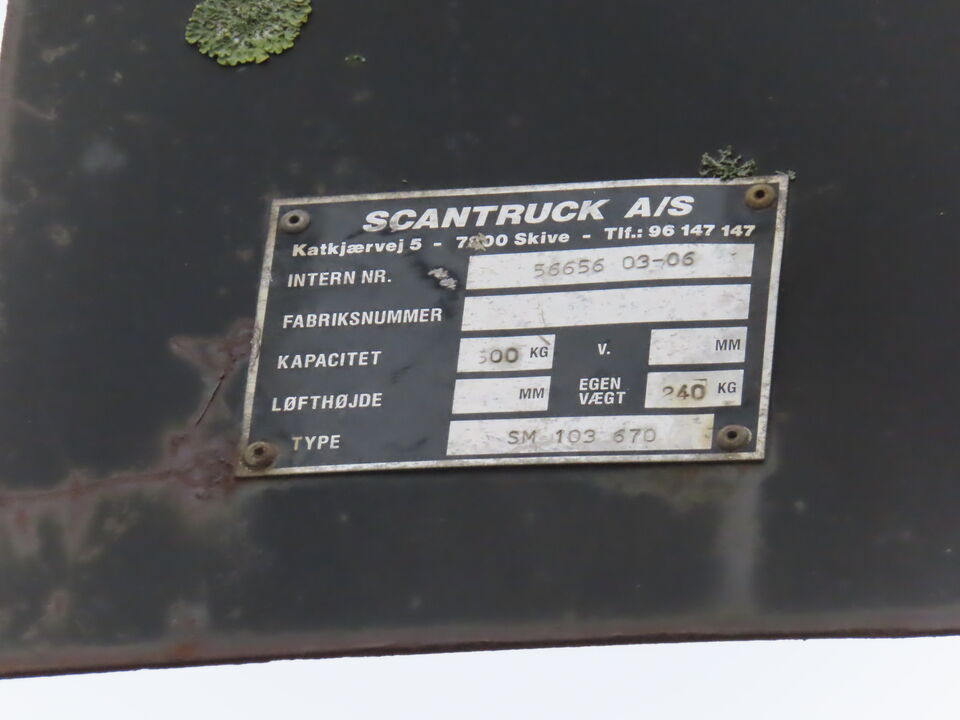 SCANTRUCK A/S
Katkjærvej 5 - 7800 Skive - Tlf.: 96 147 147
INTERN NR. 56656 03-06
FABRIKSNUMMER
KAPACITET KG V. MM
LØFTHØJDE MM EGEN VÆGT 240 KG
TYPE SM 103 670